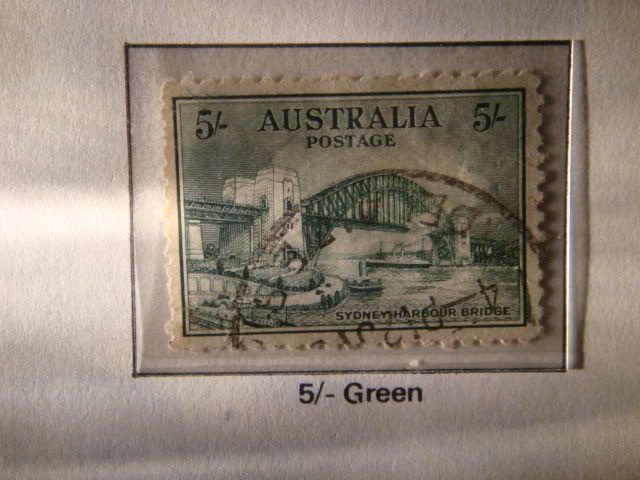 5/- AUSTRALIA 5/-
POSTAGE
SYDNEY HARBOUR BRIDGE
5/- Green